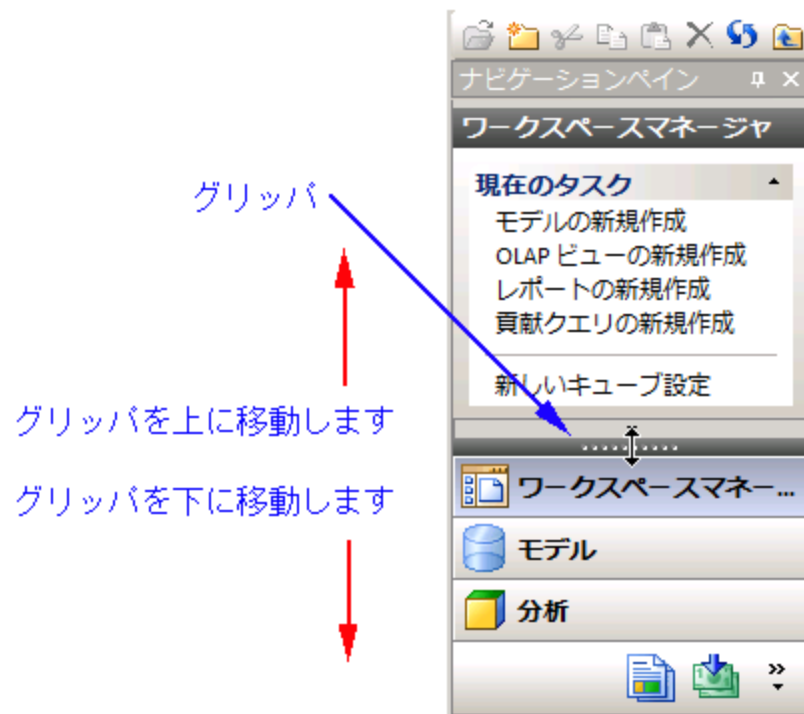 ナビゲーションペイン
ワークスペースマネージャ
現在のタスク
モデルの新規作成
OLAP ビューの新規作成
レポートの新規作成
貢献クエリの新規作成
新しいキューブ設定
グリッパ
グリッパを上に移動します
グリッパを下に移動します
ワークスペースマネー...
モデル
分析